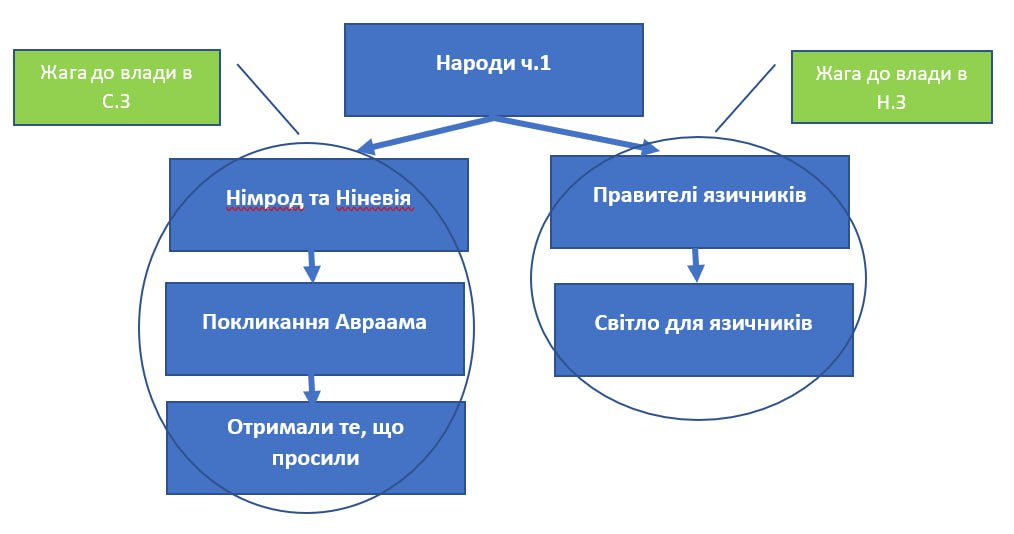 Народи ч.1
Жага до влади в
С.З
Жага до влади в
Н.З
Німрод та Ніневія
Правителі язичників
Покликання Авраама
Світло для язичників
Отримали те, що
просили